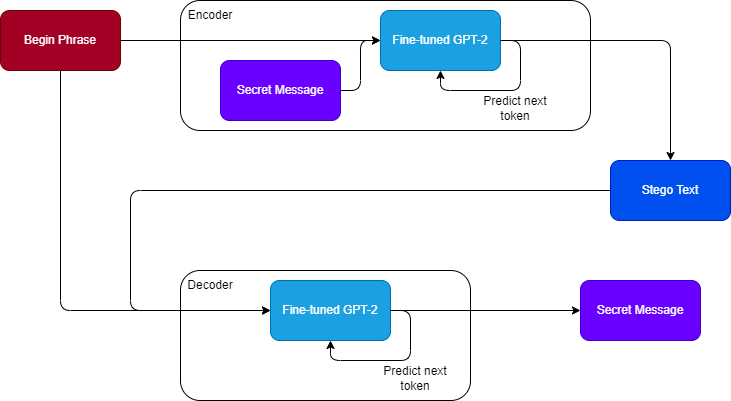 Encoder
Begin Phrase
Fine-tuned GPT-2
Secret Message
Predict next
token
Stego Text
Decoder
Fine-tuned GPT-2
Secret Message
Predict next
token